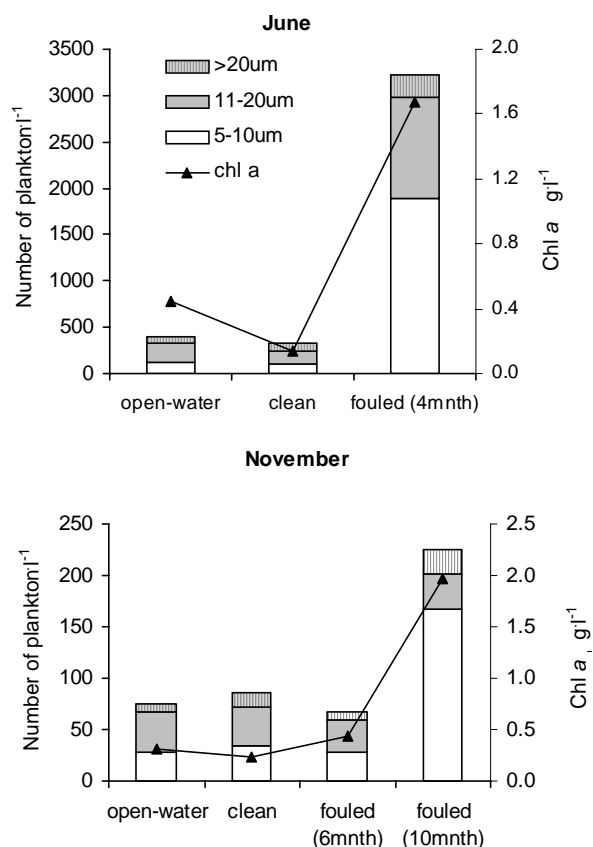 June
3500
3000
2500
2000
1500
1000
500
0
Number of plankton·l-1
>20um
11-20um
5-10um
chl a
2.0
1.6
1.2
0.8
0.4
0.0
Chl a g·l-1
open-water clean fouled (4mnth)
November
250
200
150
100
50
0
Number of plankton·l-1
2.5
2.0
1.5
1.0
0.5
0.0
Chl a g·l-1
open-water clean fouled fouled
(6mnth) (10mnth)